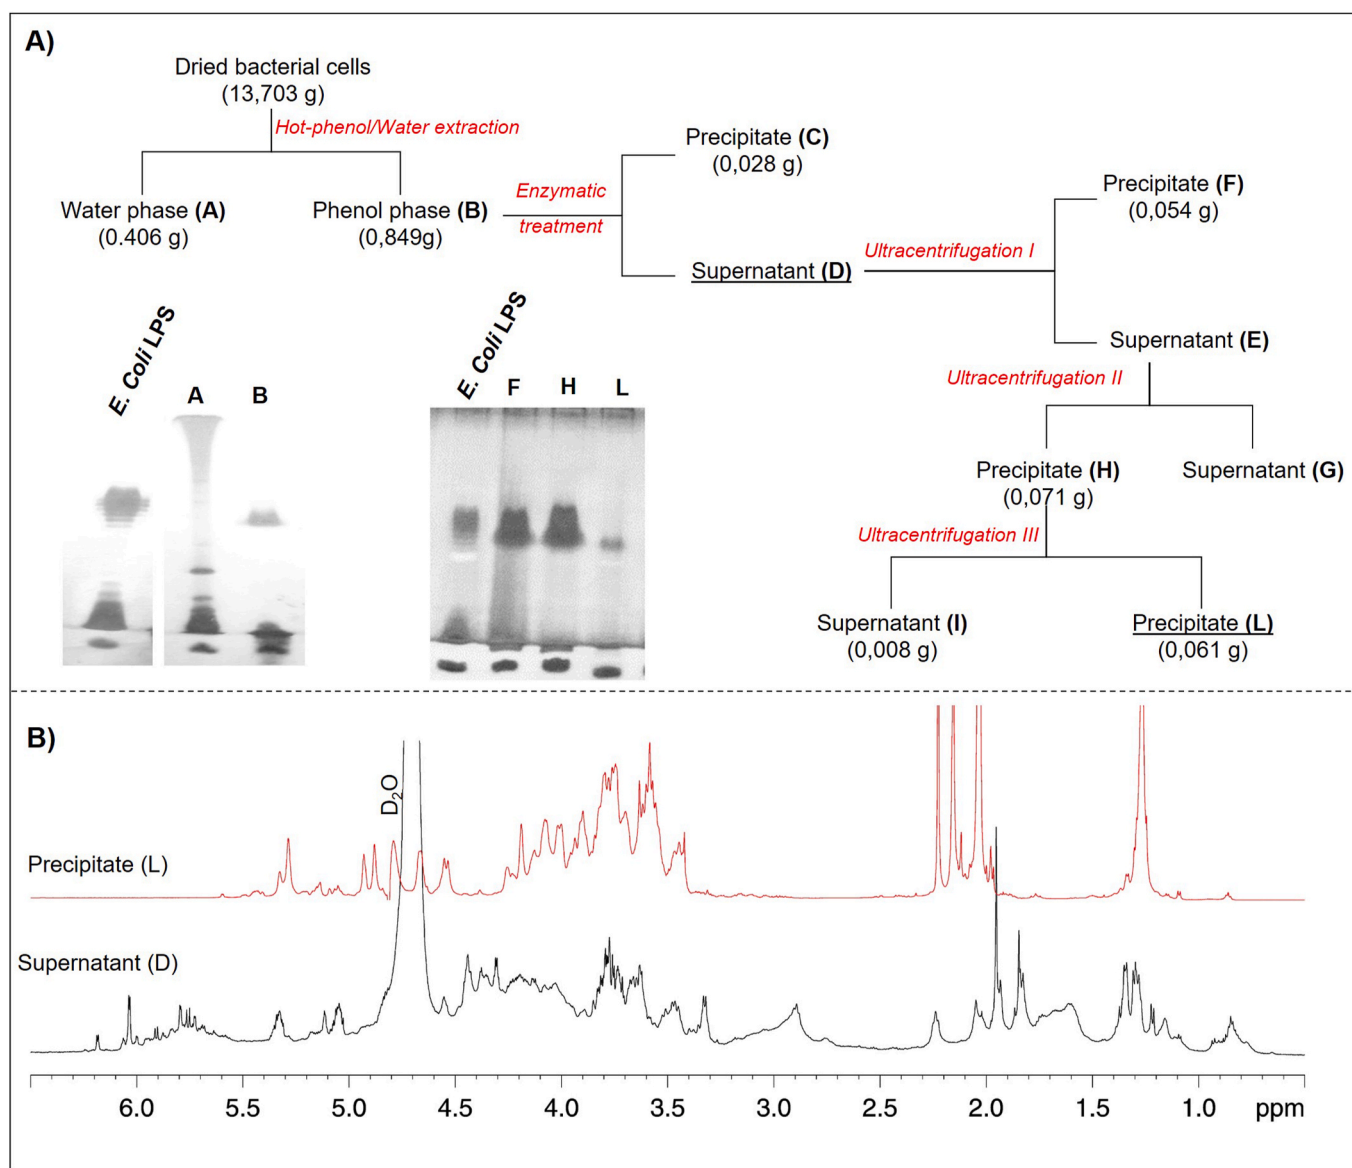 A)
Dried bacterial cells
(13,703 g)
Hot-phenol/Water extraction
Water phase (A)
(0.406 g)
Phenol phase (B)
(0,849g)
Enzymatic
treatment
Precipitate (C)
(0,028 g)
Supernatant (D)
Ultracentrifugation I
Precipitate (F)
(0,054 g)
Supernatant (E)
Ultracentrifugation II
Precipitate (H)
(0,071 g)
Supernatant (G)
Ultracentrifugation III
Supernatant (I)
(0,008 g)
Precipitate (L)
(0,061 g)
E. Coli LPS
A
B
E. Coli LPS
F
H
L
B)
D2O
Precipitate (L)
Supernatant (D)
6.0 5.5 5.0 4.5 4.0 3.5 3.0 2.5 2.0 1.5 1.0 ppm